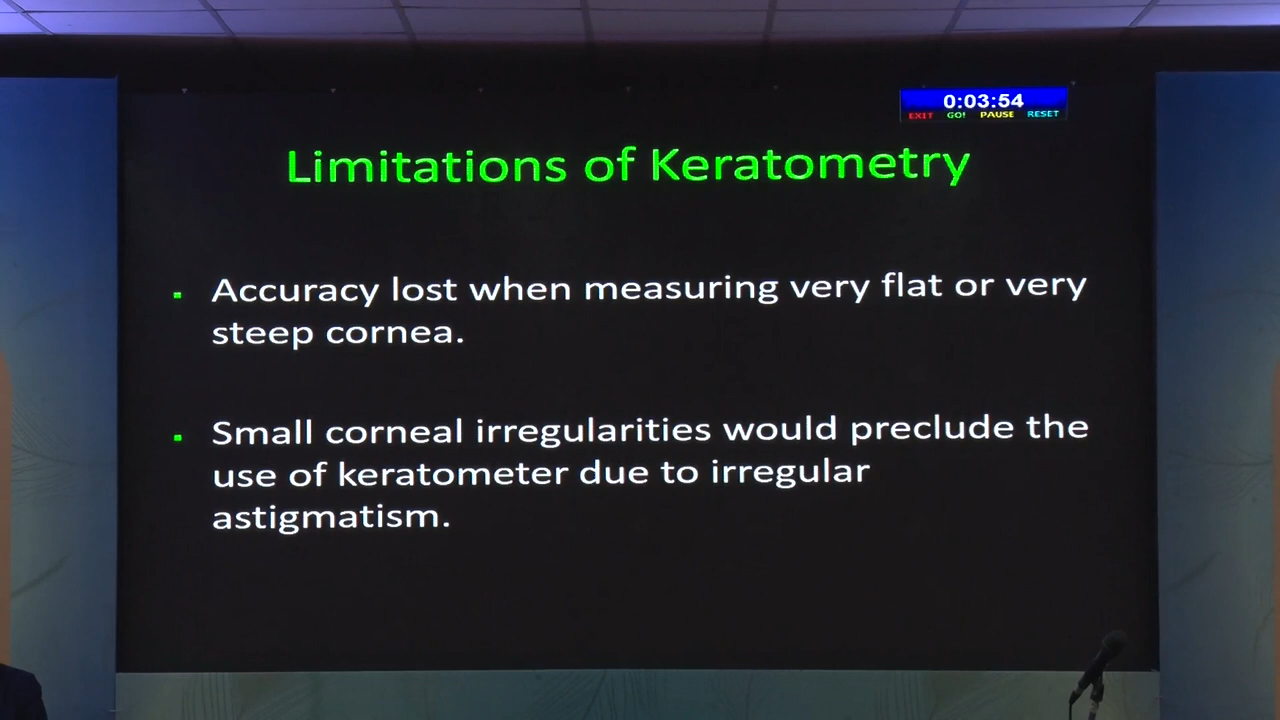 0:03:54
EXIT GO! PAUSE RESET
Limitations of Keratometry
Accuracy lost when measuring very flat or very
steep cornea.
Small corneal irregularities would preclude the
use of keratometer due to irregular
astigmatism.